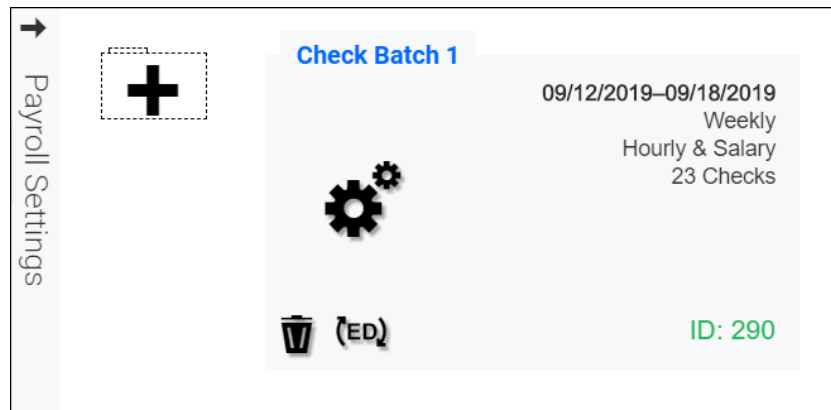 Payroll Settings
Check Batch 1
09/12/2019–09/18/2019
Weekly
Hourly & Salary
23 Checks
(ED)
ID: 290